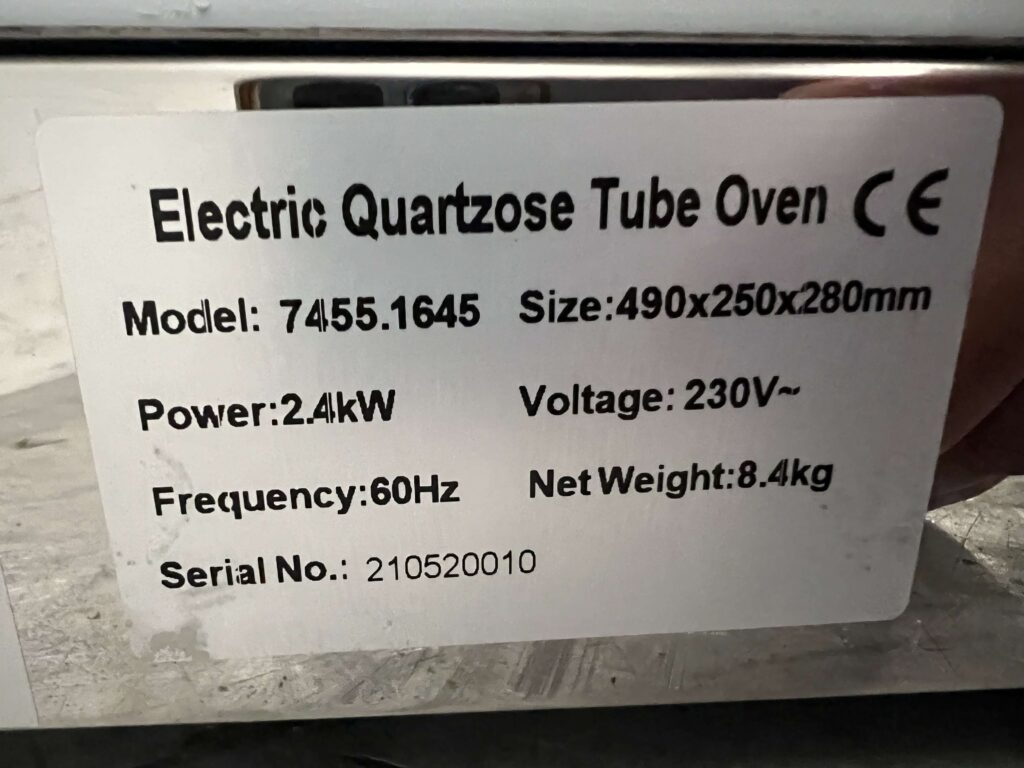 Electric Quartzose Tube Oven CE
Model: 7455.1645 Size:490x250x280mm
Power:2.4kW Voltage: 230V~
Frequency:60Hz Net Weight:8.4kg
Serial No.: 210520010